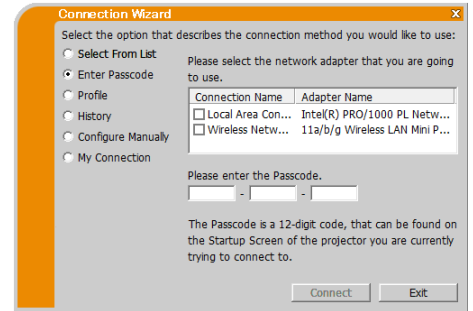 Connection Wizard
x
Select the option that describes the connection method you would like to use:
Select From List
Enter Passcode
Profile
History
Configure Manually
My Connection
Please select the network adapter that you are going
to use.
Connection Name Adapter Name
Local Area Con... Intel(R) PRO/1000 PL Netw...
Wireless Netw... 11a/b/g Wireless LAN Mini P...
Please enter the Passcode.
- -
The Passcode is a 12-digit code, that can be found on
the Startup Screen of the projector you are currently
trying to connect to.
Connect Exit